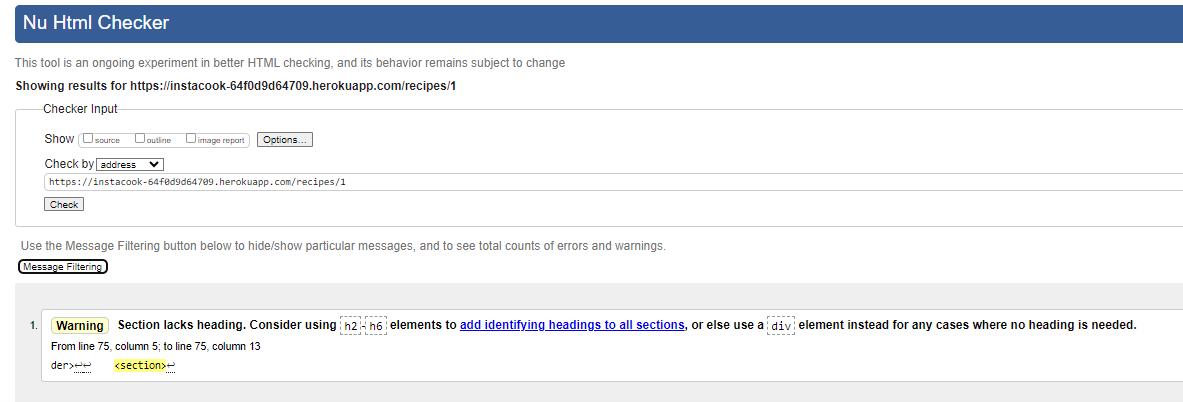 Nu Html Checker
This tool is an ongoing experiment in better HTML checking, and its behavior remains subject to change
Showing results for https://instacook-64f0d9d64709.herokuapp.com/recipes/1
Checker Input
Show source outline image report Options...
Check by address
https://instacook-64f0d9d64709.herokuapp.com/recipes/1
Check
Use the Message Filtering button below to hide/show particular messages, and to see total counts of errors and warnings.
Message Filtering
1. Warning Section lacks heading. Consider using h2-h6 elements to add identifying headings to all sections, or else use a div element instead for any cases where no heading is needed.
From line 75, column 5; to line 75, column 13
der>↩↩ <section>↩